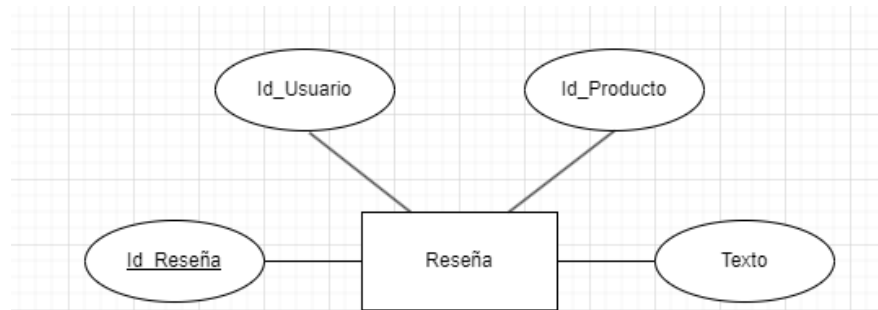 Id_Usuario
Id_Producto
Id_Reseña
Reseña
Texto